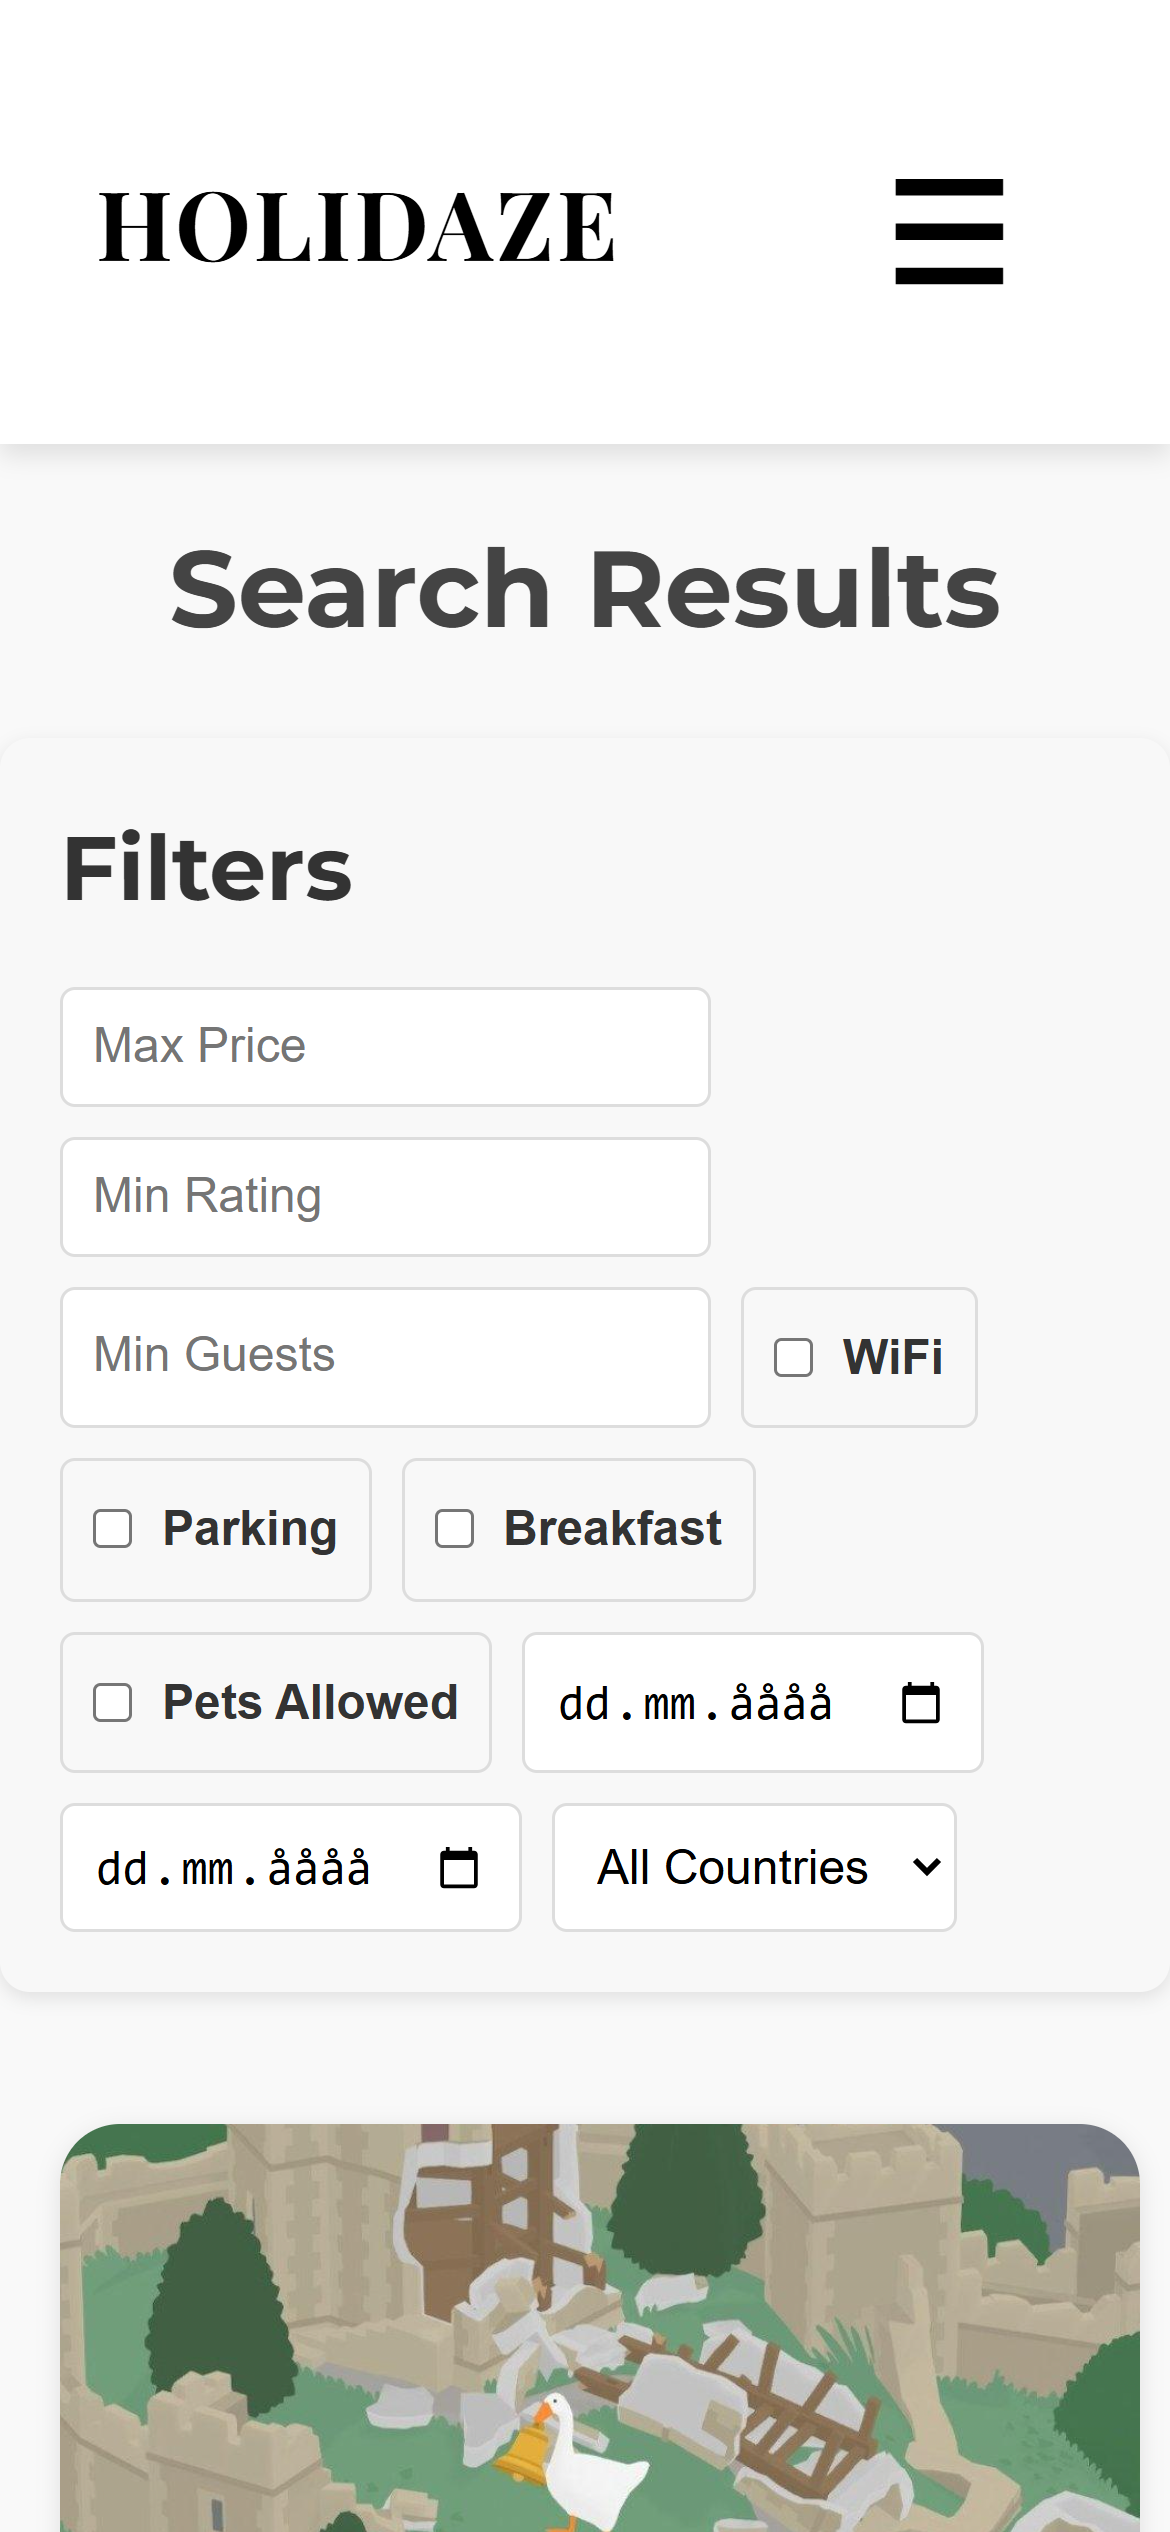 HOLIDAZE
Search Results
Filters
Max Price
Min Rating
Min Guests
WiFi
Parking
Breakfast
Pets Allowed
dd.mm.åååå
dd.mm.åååå
All Countries